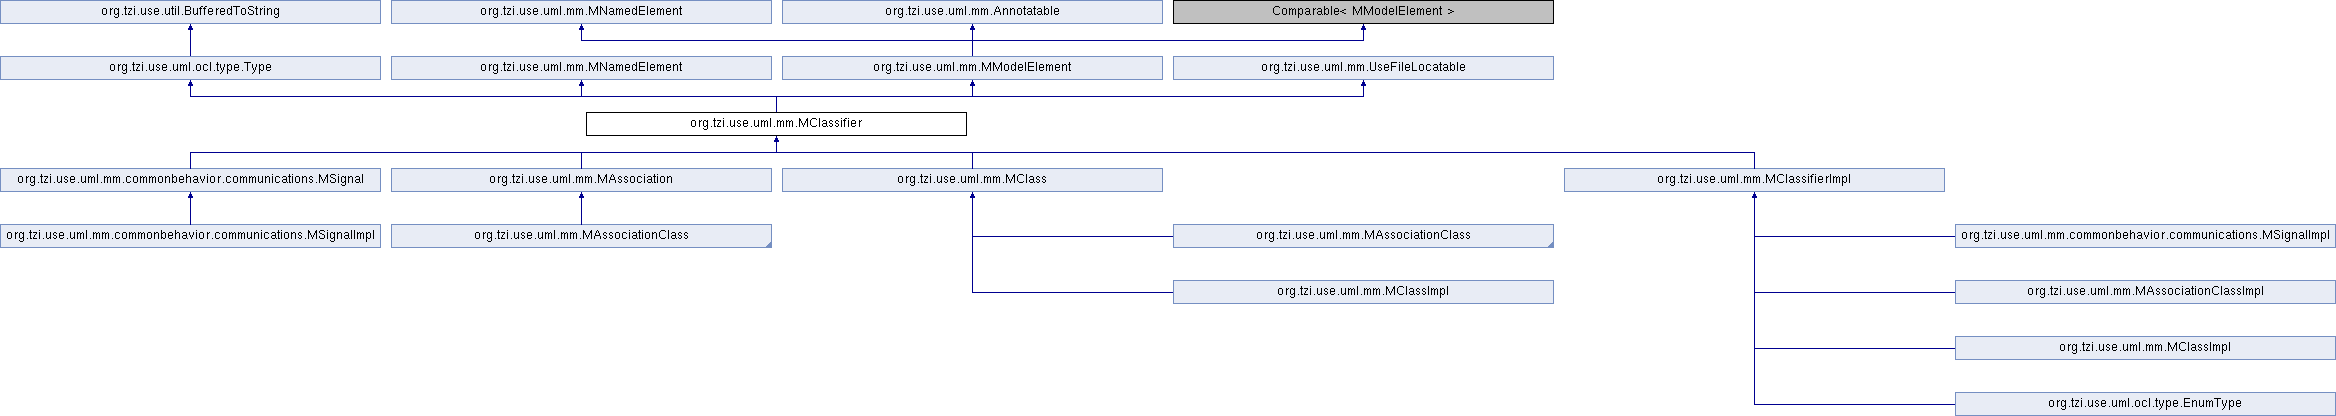 org.tzi.use.util.BufferedToString
org.tzi.use.uml.mm.MNamedElement
org.tzi.use.uml.mm.Annotatable
Comparable< MModelElement >
org.tzi.use.uml.ocl.type.Type
org.tzi.use.uml.mm.MNamedElement
org.tzi.use.uml.mm.MModelElement
org.tzi.use.uml.mm.UseFileLocatable
org.tzi.use.uml.mm.MClassifier
org.tzi.use.uml.mm.commonbehavior.communications.MSignal
org.tzi.use.uml.mm.MAssociation
org.tzi.use.uml.mm.MClass
org.tzi.use.uml.mm.MClassifierImpl
org.tzi.use.uml.mm.commonbehavior.communications.MSignalImpl
org.tzi.use.uml.mm.MAssociationClass
org.tzi.use.uml.mm.MAssociationClass
org.tzi.use.uml.mm.commonbehavior.communications.MSignalImpl
org.tzi.use.uml.mm.MClassImpl
org.tzi.use.uml.mm.MAssociationClassImpl
org.tzi.use.uml.mm.MClassImpl
org.tzi.use.uml.ocl.type.EnumType